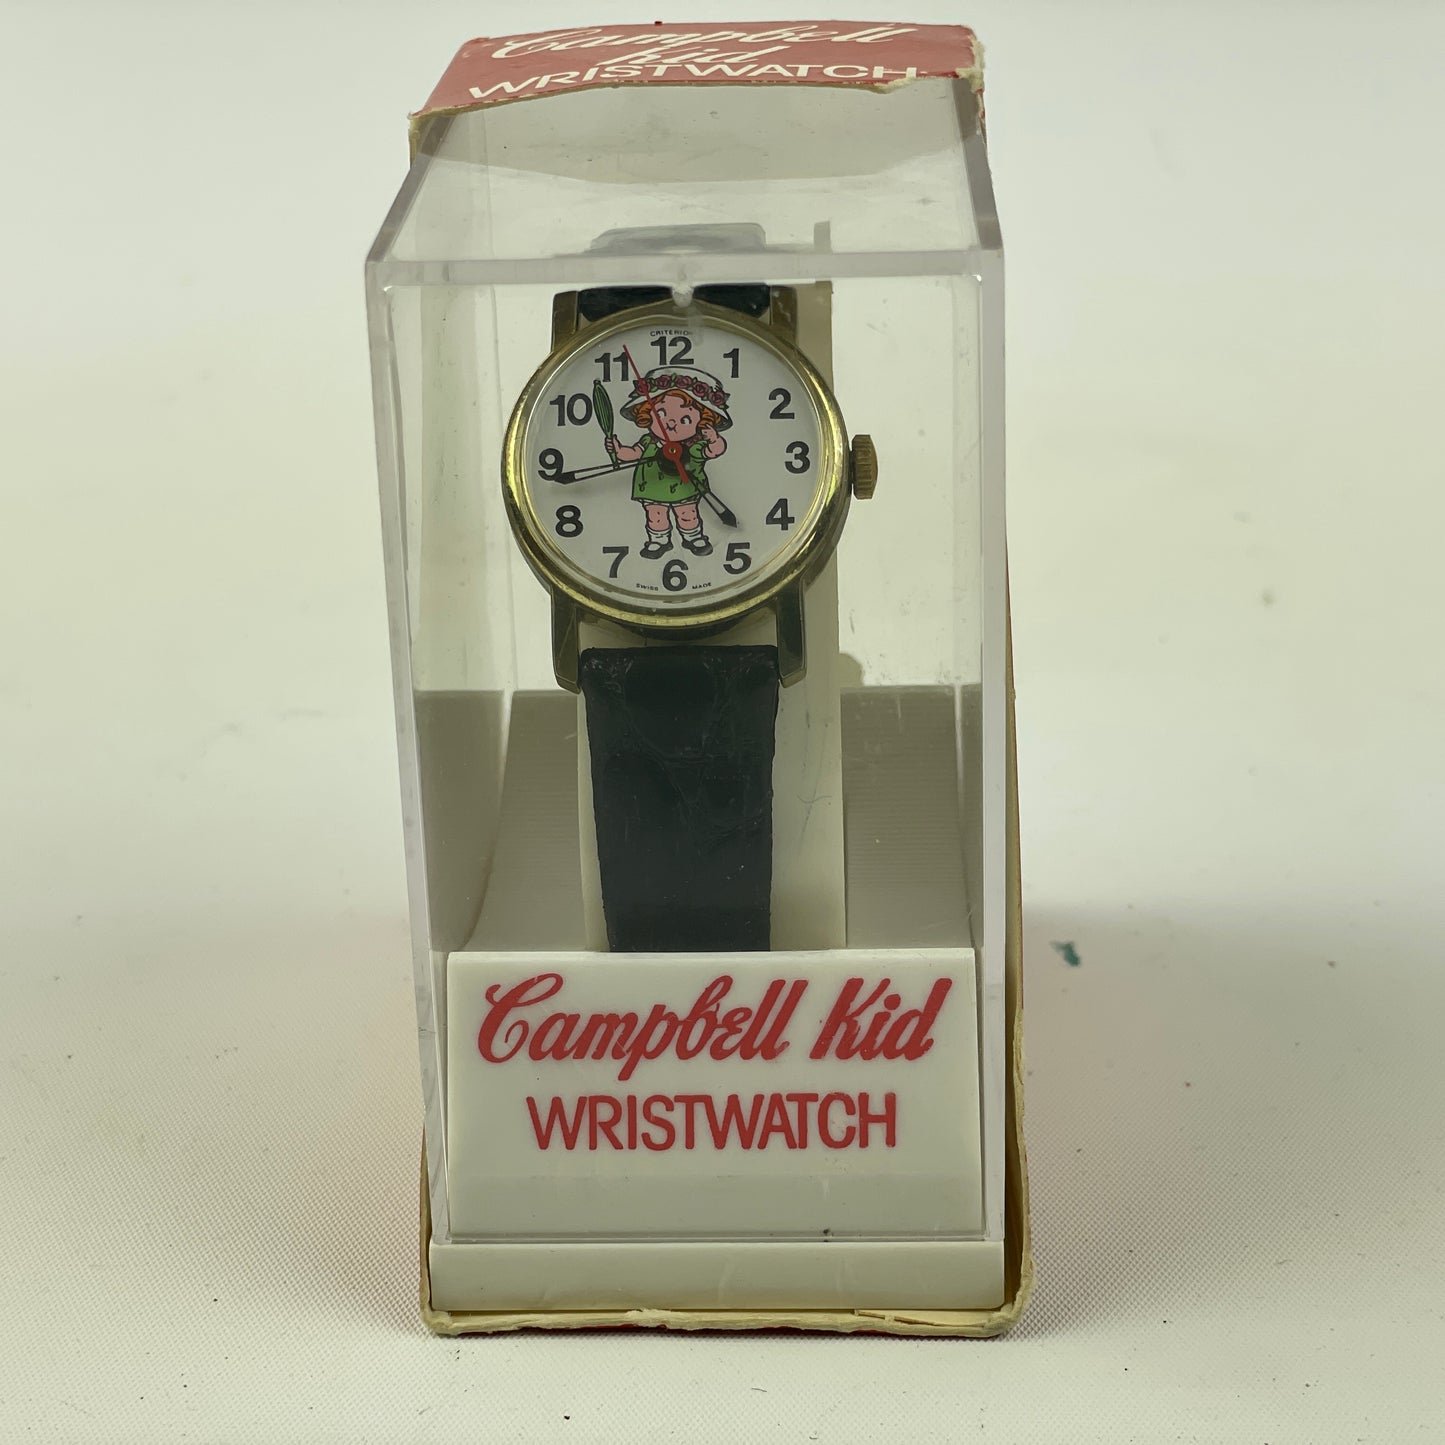 Campbell
Kid
WRISTWATCH
CRITERION
12
11 1
10 2
9 3
8 4
7 5
6
SWISS MADE
Campbell Kid
WRISTWATCH